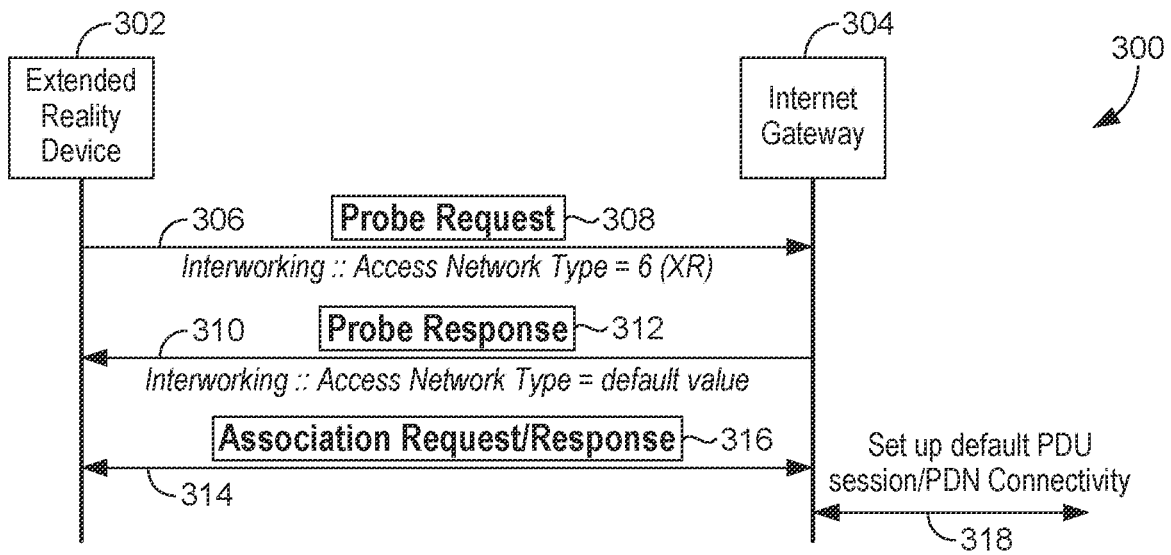 302
304
300
Extended
Reality
Device
Internet
Gateway
Probe Request
308
306
Interworking :: Access Network Type = 6 (XR)
Probe Response
312
310
Interworking :: Access Network Type = default value
Association Request/Response
316
314
Set up default PDU
session/PDN Connectivity
318